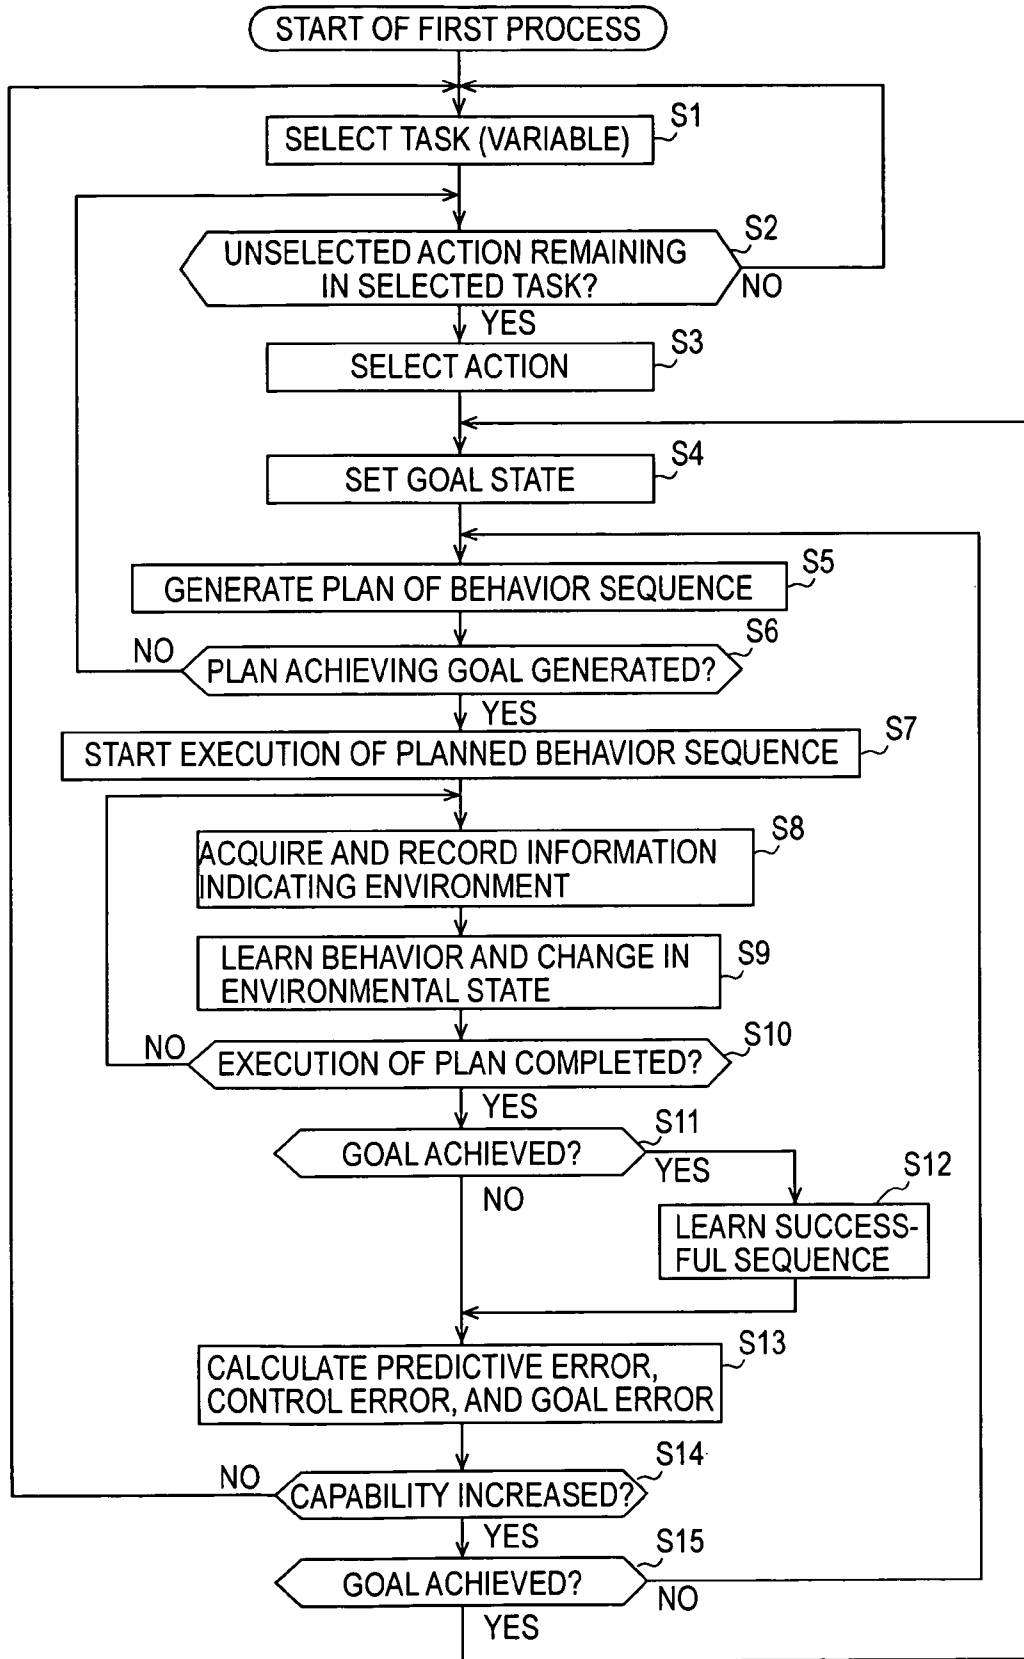 START OF FIRST PROCESS
S1
SELECT TASK (VARIABLE)
S2
UNSELECTED ACTION REMAINING
IN SELECTED TASK?
NO
YES
S3
SELECT ACTION
S4
SET GOAL STATE
S5
GENERATE PLAN OF BEHAVIOR SEQUENCE
S6
NO
PLAN ACHIEVING GOAL GENERATED?
YES
S7
START EXECUTION OF PLANNED BEHAVIOR SEQUENCE
S8
ACQUIRE AND RECORD INFORMATION
INDICATING ENVIRONMENT
S9
LEARN BEHAVIOR AND CHANGE IN
ENVIRONMENTAL STATE
S10
NO
EXECUTION OF PLAN COMPLETED?
YES
S11
GOAL ACHIEVED?
YES
NO
S12
LEARN SUCCESS-
FUL SEQUENCE
S13
CALCULATE PREDICTIVE ERROR,
CONTROL ERROR, AND GOAL ERROR
S14
NO
CAPABILITY INCREASED?
YES
S15
GOAL ACHIEVED?
NO
YES